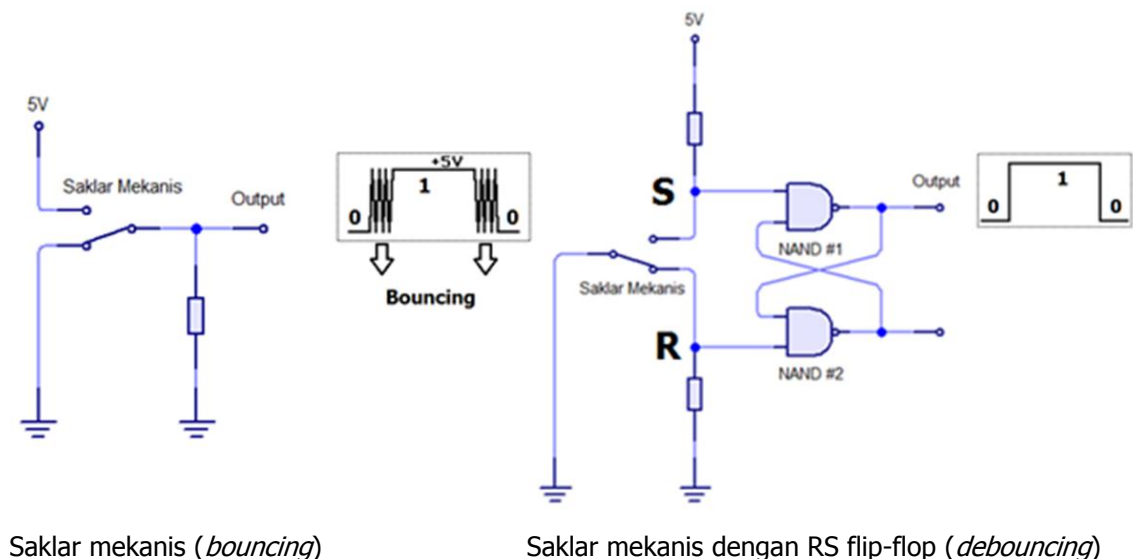 5V
Saklar Mekanis
Output
+5V
1
0
0
Bouncing
5V
S
Output
1
0
0
NAND #1
Saklar Mekanis
R
NAND #2
Saklar mekanis (bouncing)
Saklar mekanis dengan RS flip-flop (debouncing)